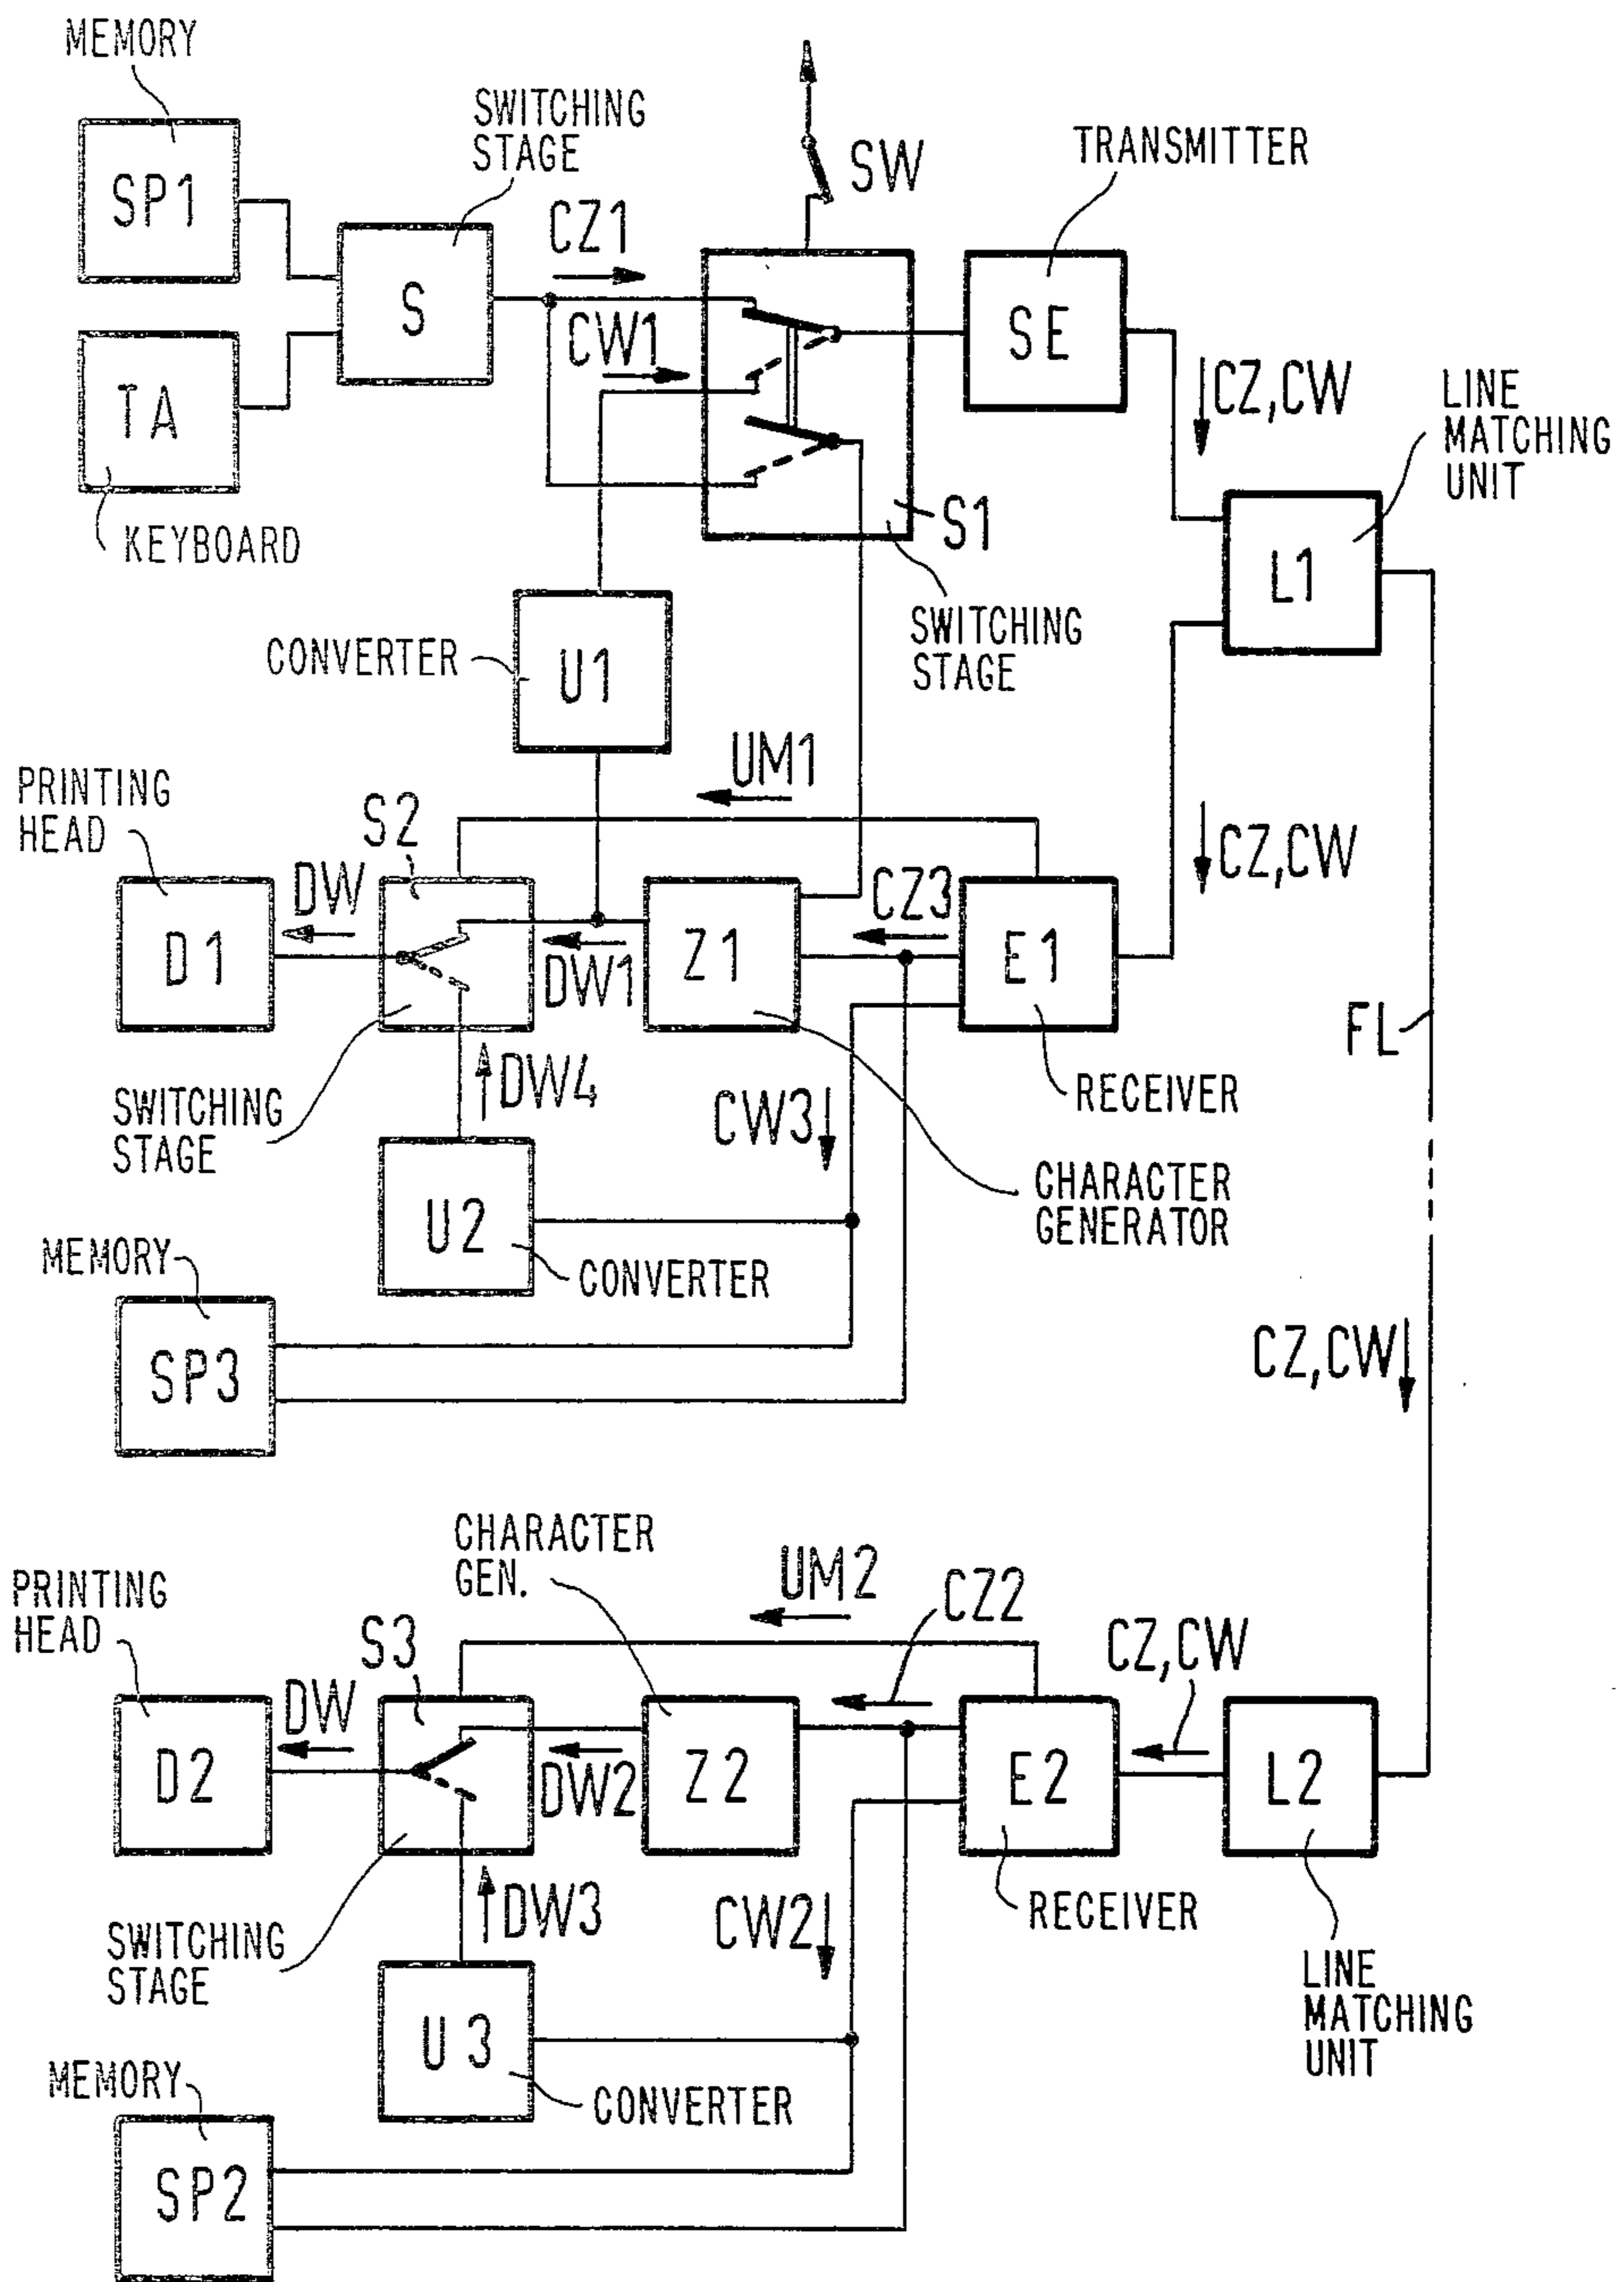 MEMORY
SP1
SWITCHING
STAGE
S
TA
KEYBOARD
CZ1
CW1
SW
S1
SWITCHING
STAGE
TRANSMITTER
SE
CZ,CW
LINE
MATCHING
UNIT
L1
CONVERTER
U1
UM1
PRINTING
HEAD
S2
DW
D1
DW1
Z1
CZ3
E1
CZ,CW
FL
SWITCHING
STAGE
DW4
CW3
RECEIVER
CHARACTER
GENERATOR
U2
CONVERTER
MEMORY
SP3
CZ,CW
CHARACTER
GEN.
UM2
CZ2
PRINTING
HEAD
S3
DW
D2
DW2
Z2
E2
CZ,CW
L2
SWITCHING
STAGE
DW3
CW2
RECEIVER
LINE
MATCHING
UNIT
U3
CONVERTER
MEMORY
SP2